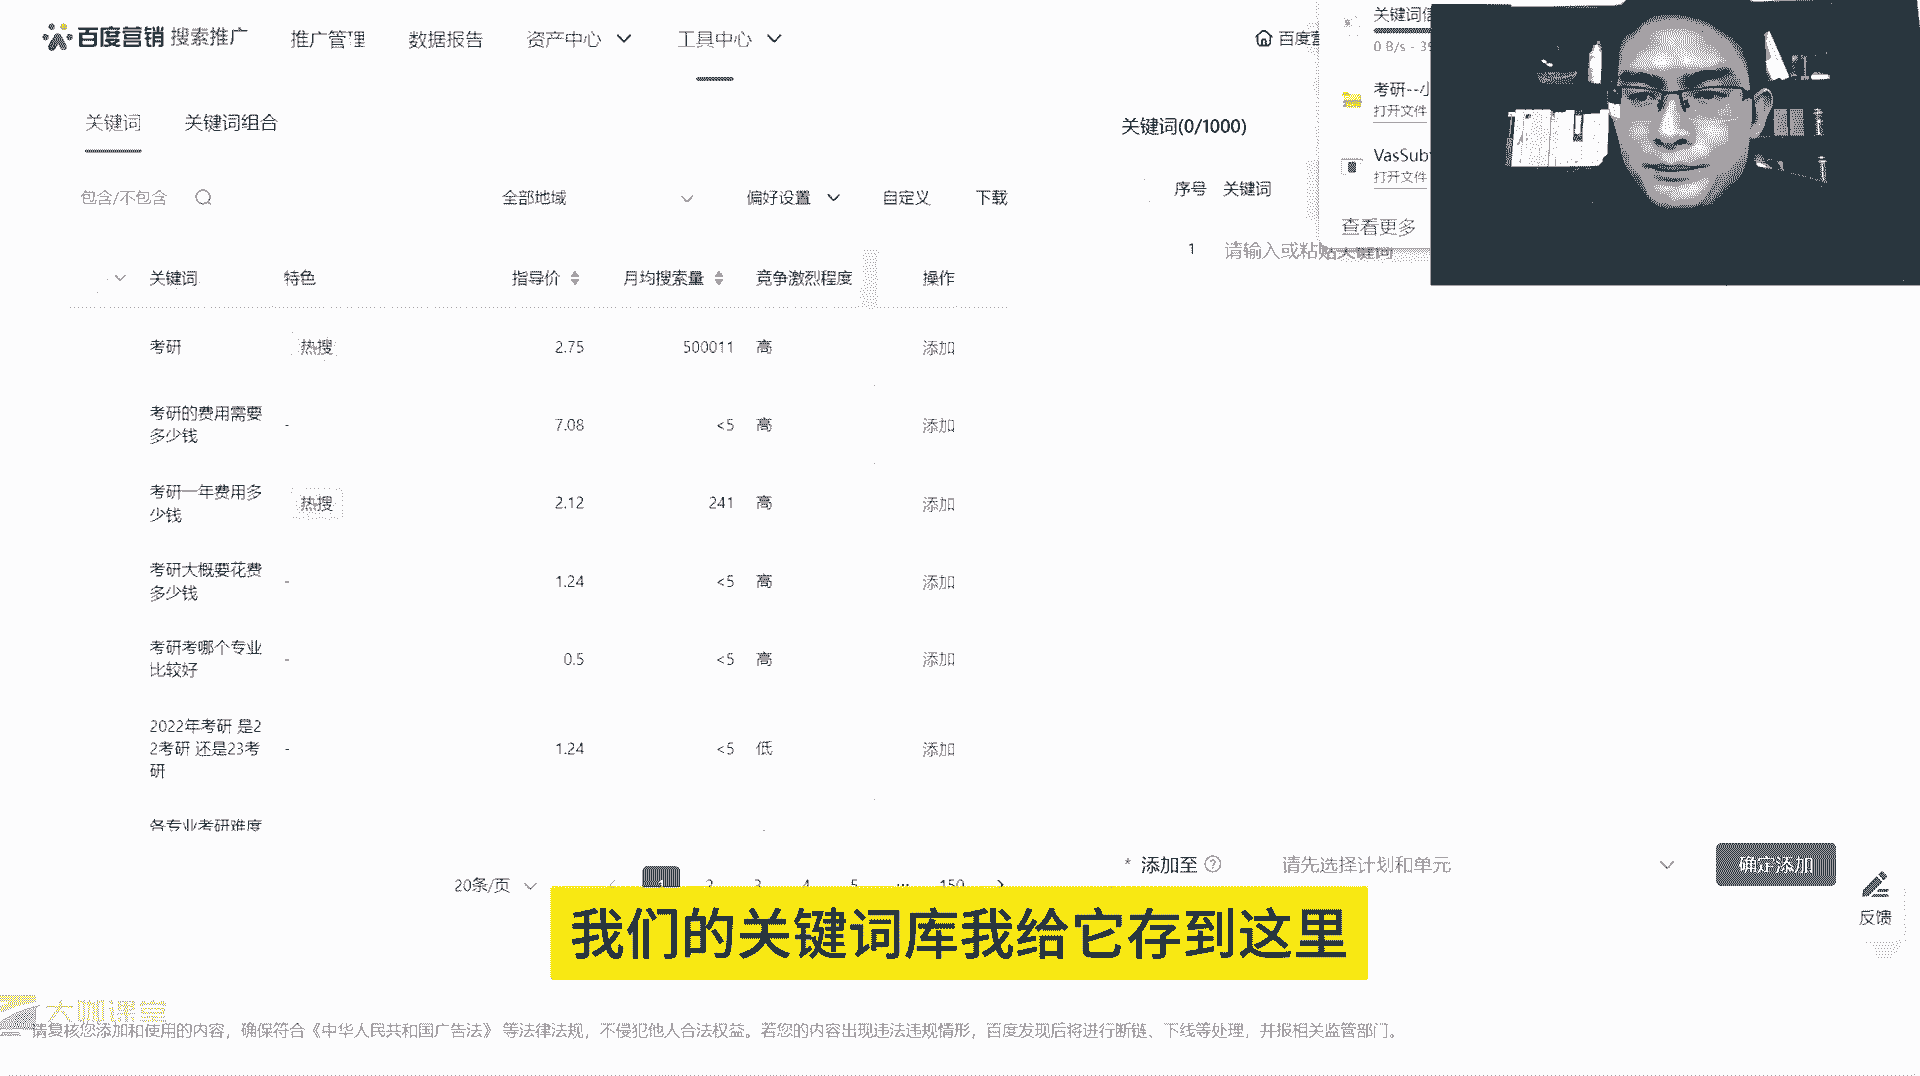 百度营销 搜索推广
推广管理
数据报告
资产中心
工具中心
百度营
关键词信
0 B/s - 35
考研--小
打开文件
VasSub
打开文件
查看更多
关键词
关键词组合
关键词(0/1000)
包含/不包含
全部地域
偏好设置
自定义
下载
序号 关键词
1 请输入或粘贴关键词
关键词 特色 指导价 月均搜索量 竞争激烈程度 操作
考研 热搜 2.75 500011 高 添加
考研的费用需要
多少钱
- 7.08 <5 高 添加
考研一年费用多
少钱
热搜 2.12 241 高 添加
考研大概要花费
多少钱
- 1.24 <5 高 添加
考研考哪个专业
比较好
- 0.5 <5 高 添加
2022年考研 是2
2考研 还是23考
研
- 1.24 <5 低 添加
各专业考研难度
20条/页
1 2 3 4 5 ... 150
* 添加至
请先选择计划和单元
确定添加
反馈
我们的关键词库我给它存到这里
大咖课堂
请复核您添加和使用的内容，确保符合《中华人民共和国广告法》 等法律法规，不侵犯他人合法权益。若您的内容出现违法违规情形，百度发现后将进行断链、下线等处理，并报相关监管部门。